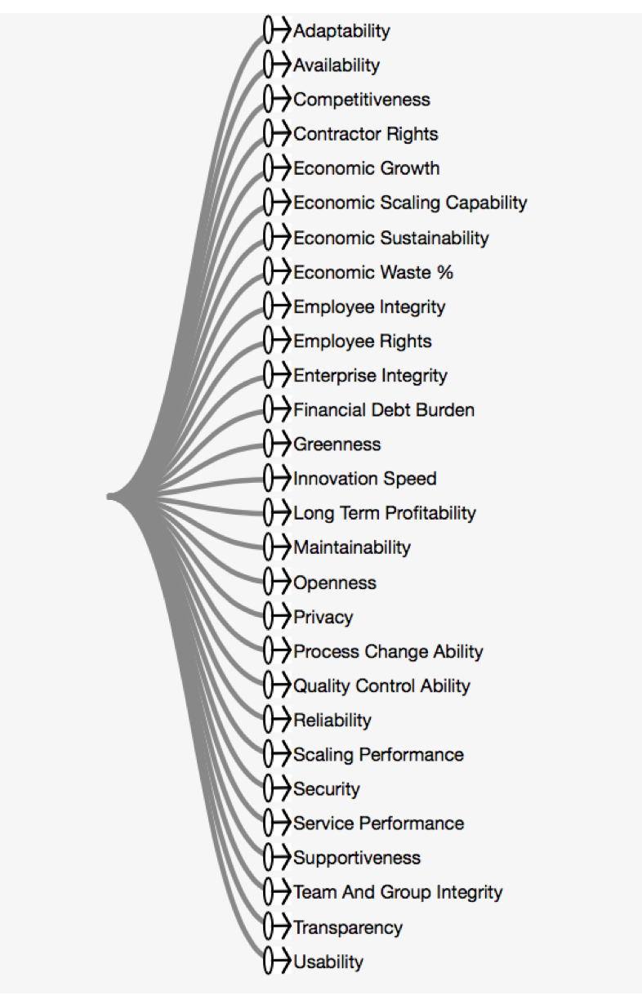 Adaptability
Availability
Competitiveness
Contractor Rights
Economic Growth
Economic Scaling Capability
Economic Sustainability
Economic Waste %
Employee Integrity
Employee Rights
Enterprise Integrity
Financial Debt Burden
Greenness
Innovation Speed
Long Term Profitability
Maintainability
Openness
Privacy
Process Change Ability
Quality Control Ability
Reliability
Scaling Performance
Security
Service Performance
Supportiveness
Team And Group Integrity
Transparency
Usability